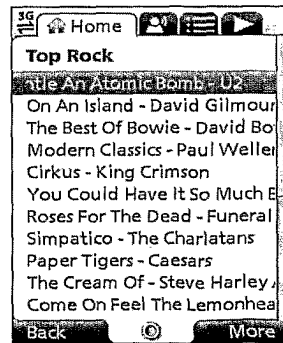 3G Home
Top Rock
ntle An Atomic Bomb - U2
On An Island - David Gilmour
The Best Of Bowie - David Bo
Modern Classics - Paul Weller
Cirkus - King Crimson
You Could Have It So Much B
Roses For The Dead - Funeral
Simpatico - The Charlatans
Paper Tigers - Caesars
The Cream Of - Steve Harley
Come On Feel The Lemonhea
Back More